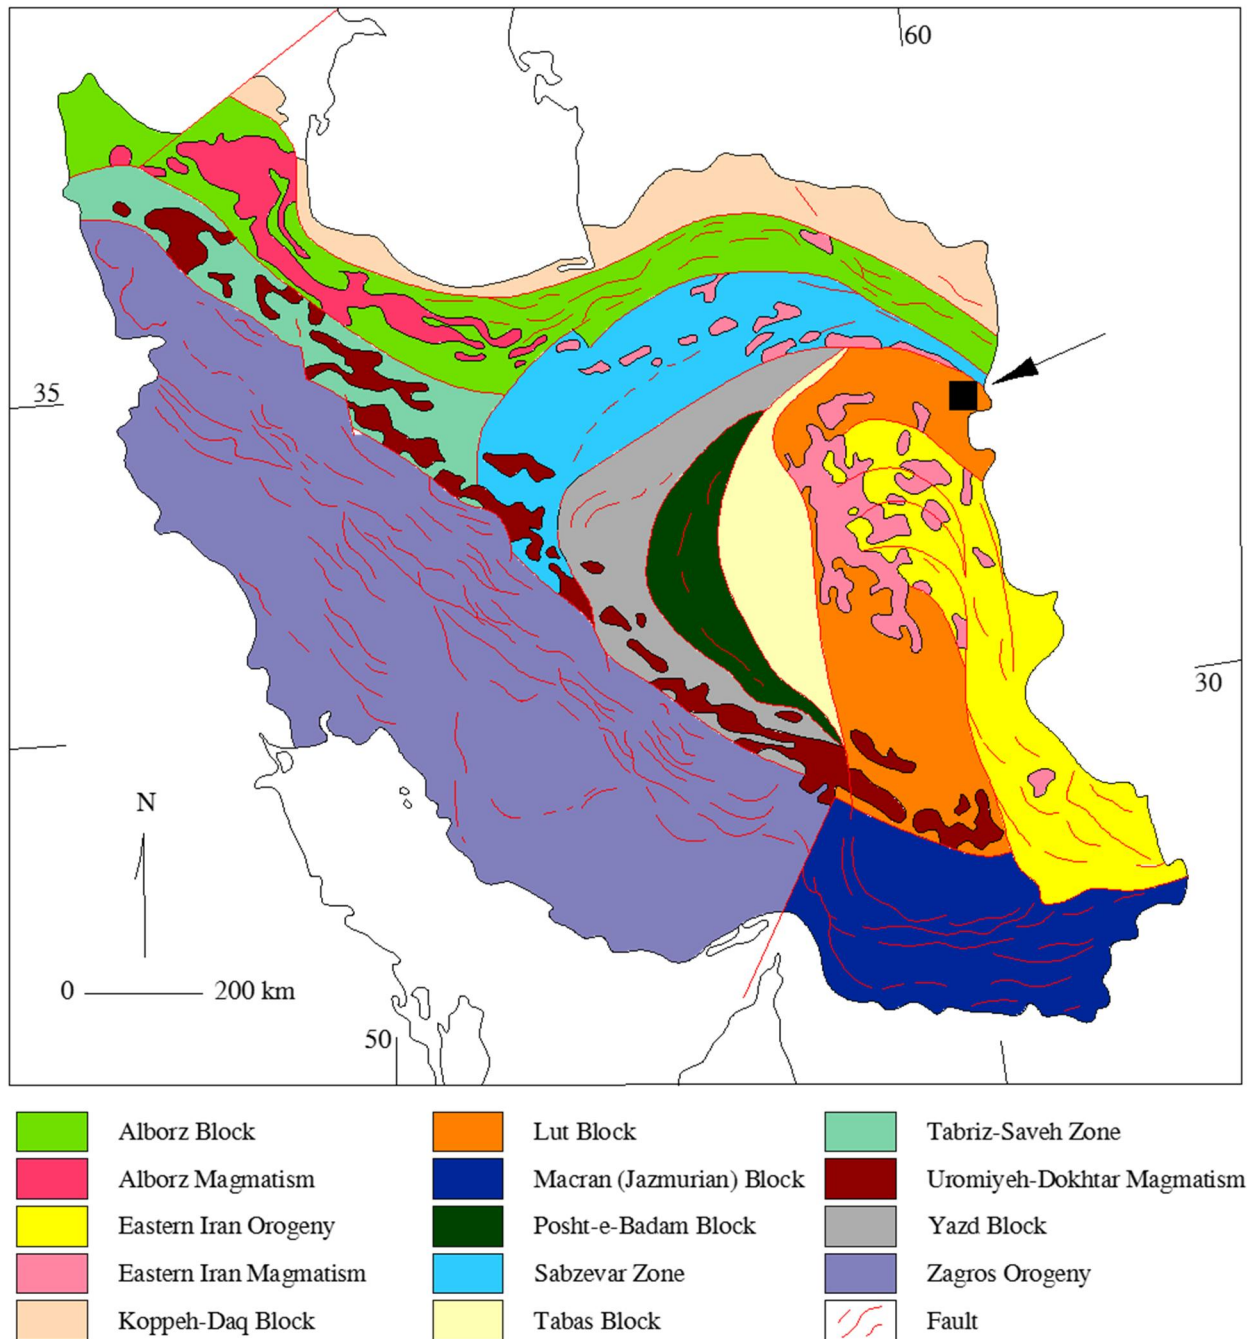 60
35
30
N
0 200 km
50
Alborz Block
Lut Block
Tabriz-Saveh Zone
Alborz Magmatism
Macran (Jazmurian) Block
Uromiyeh-Dokhtar Magmatism
Eastern Iran Orogeny
Posht-e-Badam Block
Yazd Block
Eastern Iran Magmatism
Sabzevar Zone
Zagros Orogeny
Koppeh-Daq Block
Tabas Block
Fault